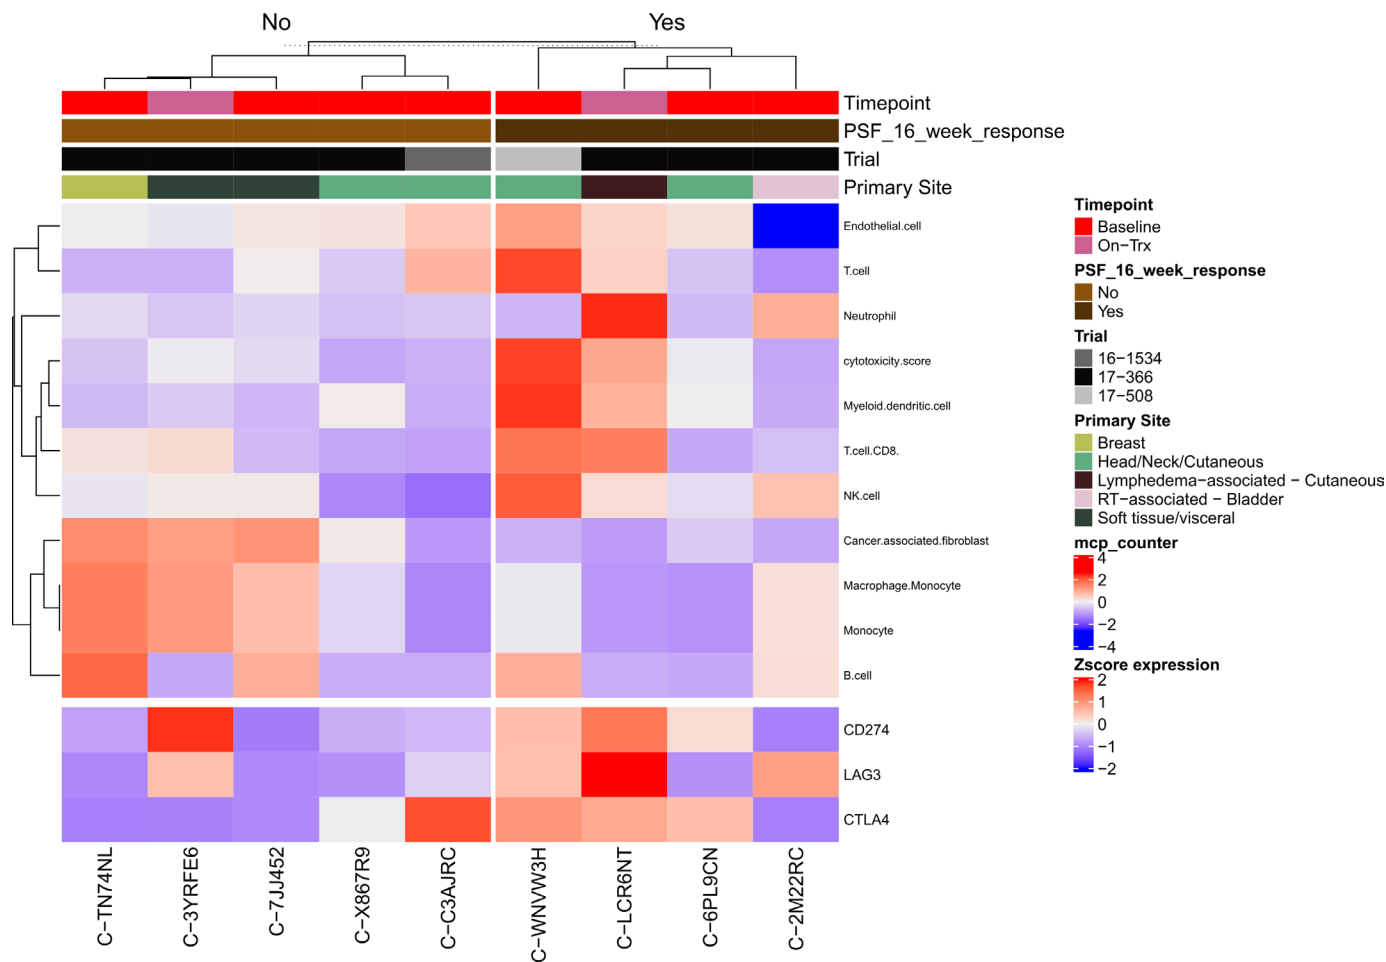 No
Yes
Timepoint
PSF_16_week_response
Trial
Primary Site
Endothelial.cell
T.cell
Neutrophil
cytotoxicity.score
Myeloid.dendritic.cell
T.cell.CD8.
NK.cell
Cancer.associated.fibroblast
Macrophage.Monocyte
Monocyte
B.cell
CD274
LAG3
CTLA4
C−TN74NL
C−3YRFE6
C−7JJ452
C−X867R9
C−C3AJRC
C−WNVW3H
C−LCR6NT
C−6PL9CN
C−2M22RC
Timepoint
Baseline
On−Trx
PSF_16_week_response
No
Yes
Trial
16−1534
17−366
17−508
Primary Site
Breast
Head/Neck/Cutaneous
Lymphedema−associated − Cutaneous
RT−associated − Bladder
Soft tissue/visceral
mcp_counter
4
2
0
−2
−4
Zscore expression
2
1
0
−1
−2